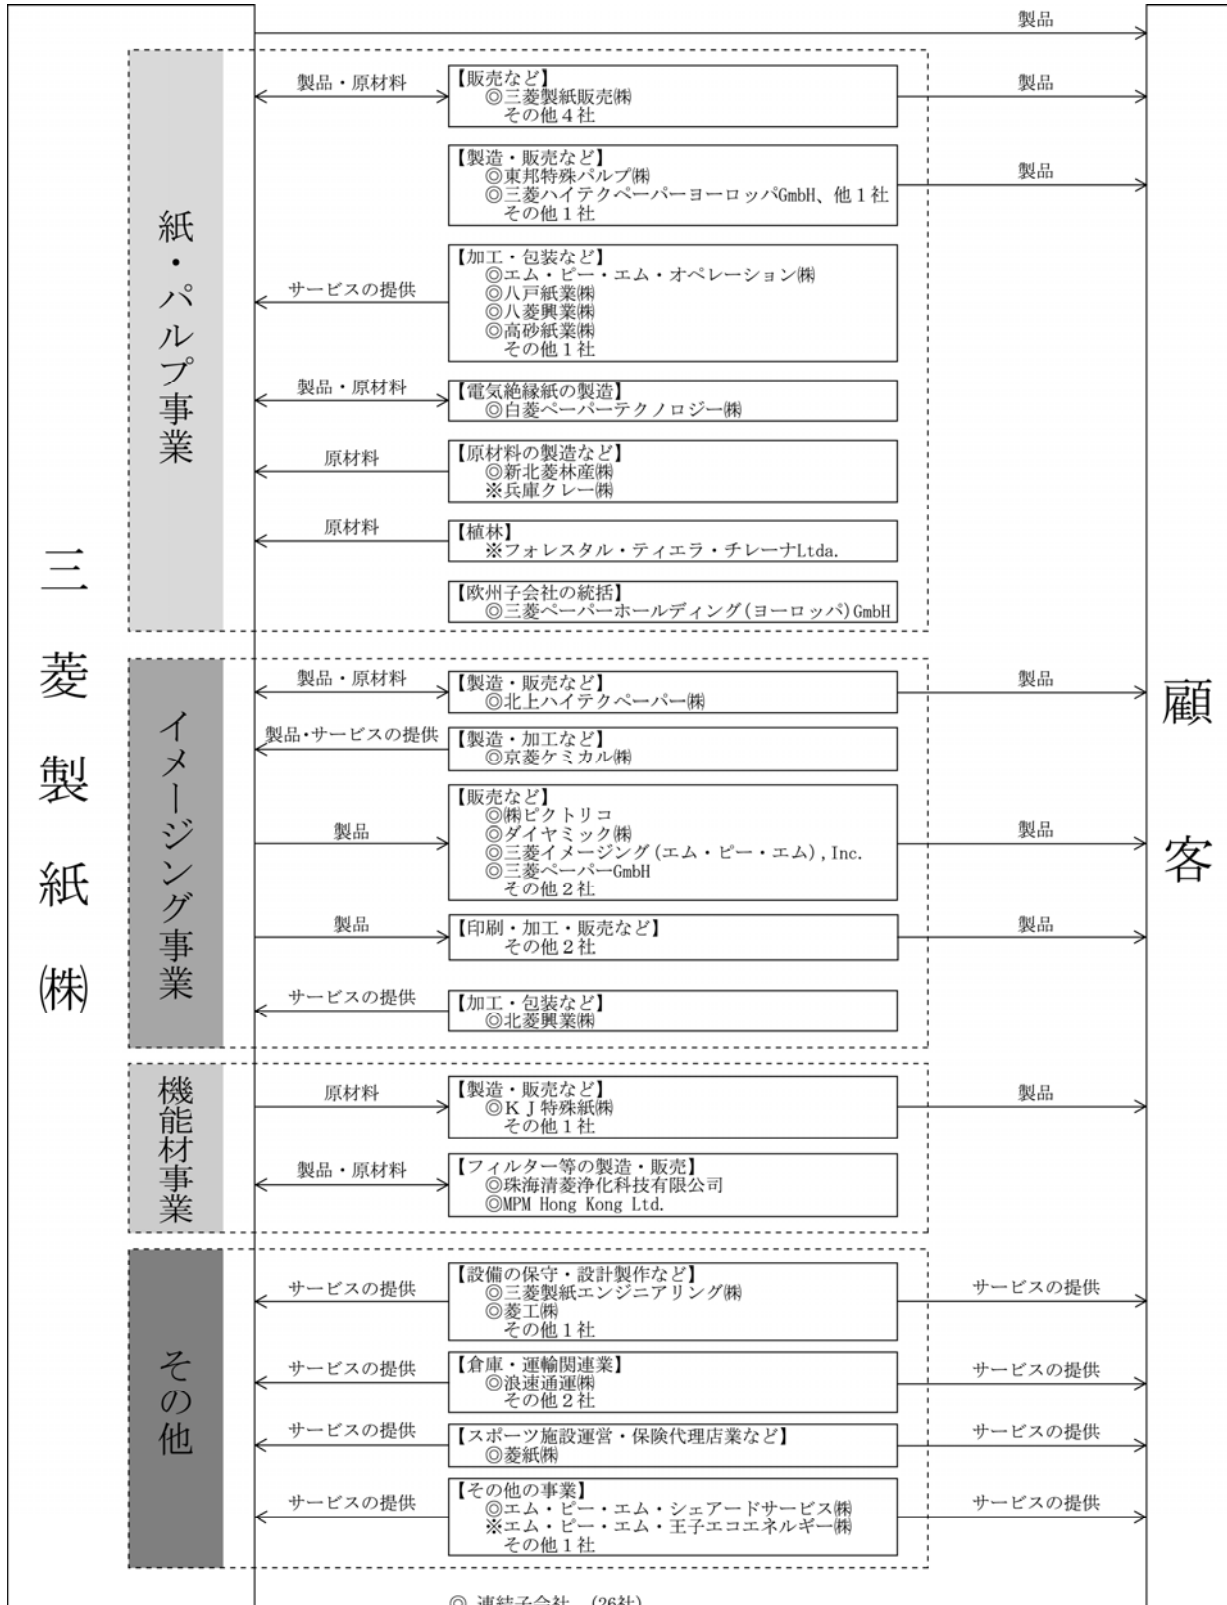 製品
三菱製紙㈱
顧客
紙・パルプ事業
製品・原材料
【販売など】
◎三菱製紙販売㈱
その他４社
製品
【製造・販売など】
◎東邦特殊パルプ㈱
◎三菱ハイテクペーパーヨーロッパGmbH、他１社
その他１社
製品
サービスの提供
【加工・包装など】
◎エム・ピー・エム・オペレーション㈱
◎八戸紙業㈱
◎八菱興業㈱
◎高砂紙業㈱
その他１社
製品・原材料
【電気絶縁紙の製造】
◎白菱ペーパーテクノロジー㈱
原材料
【原材料の製造など】
◎新北菱林産㈱
※兵庫クレー㈱
原材料
【植林】
※フォレスタル・ティエラ・チレーナLtda.
【欧州子会社の統括】
◎三菱ペーパーホールディング(ヨーロッパ)GmbH
イメージング事業
製品・原材料
【製造・販売など】
◎北上ハイテクペーパー㈱
製品
製品・サービスの提供
【製造・加工など】
◎京菱ケミカル㈱
製品
【販売など】
◎㈱ピクトリコ
◎ダイヤミック㈱
◎三菱イメージング(エム・ピー・エム),Inc.
◎三菱ペーパーGmbH
その他２社
製品
製品
【印刷・加工・販売など】
その他２社
製品
サービスの提供
【加工・包装など】
◎北菱興業㈱
機能材事業
原材料
【製造・販売など】
◎ＫＪ特殊紙㈱
その他１社
製品
製品・原材料
【フィルター等の製造・販売】
◎珠海清菱浄化科技有限公司
◎MPM Hong Kong Ltd.
その他
サービスの提供
【設備の保守・設計製作など】
◎三菱製紙エンジニアリング㈱
◎菱工㈱
その他１社
サービスの提供
サービスの提供
【倉庫・運輸関連業】
◎浪速通運㈱
その他２社
サービスの提供
サービスの提供
【スポーツ施設運営・保険代理店業など】
◎菱紙㈱
サービスの提供
サービスの提供
【その他の事業】
◎エム・ピー・エム・シェアードサービス㈱
※エム・ピー・エム・王子エコエネルギー㈱
その他１社
サービスの提供
◎ 連結子会社 (26社)